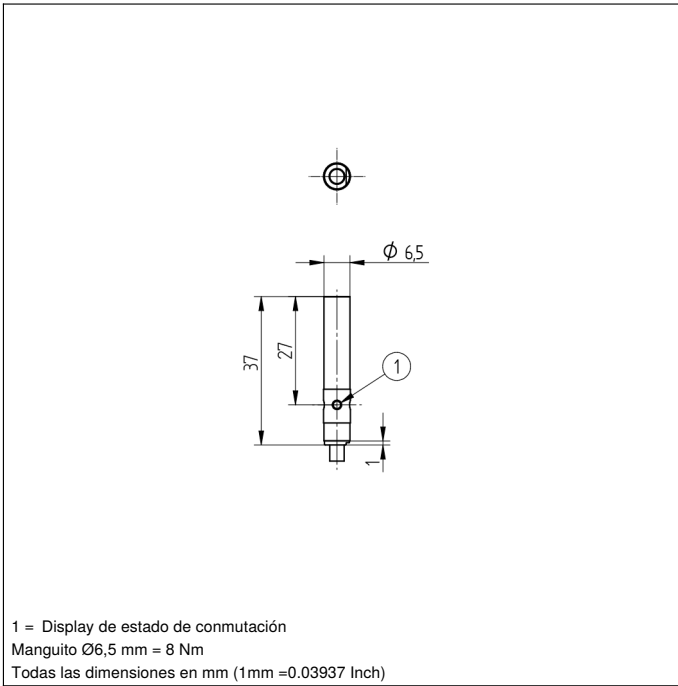 Φ 6,5
37
27
1
1
1 = Display de estado de conmutación
Manguito Ø6,5 mm = 8 Nm
Todas las dimensiones en mm (1mm =0.03937 Inch)